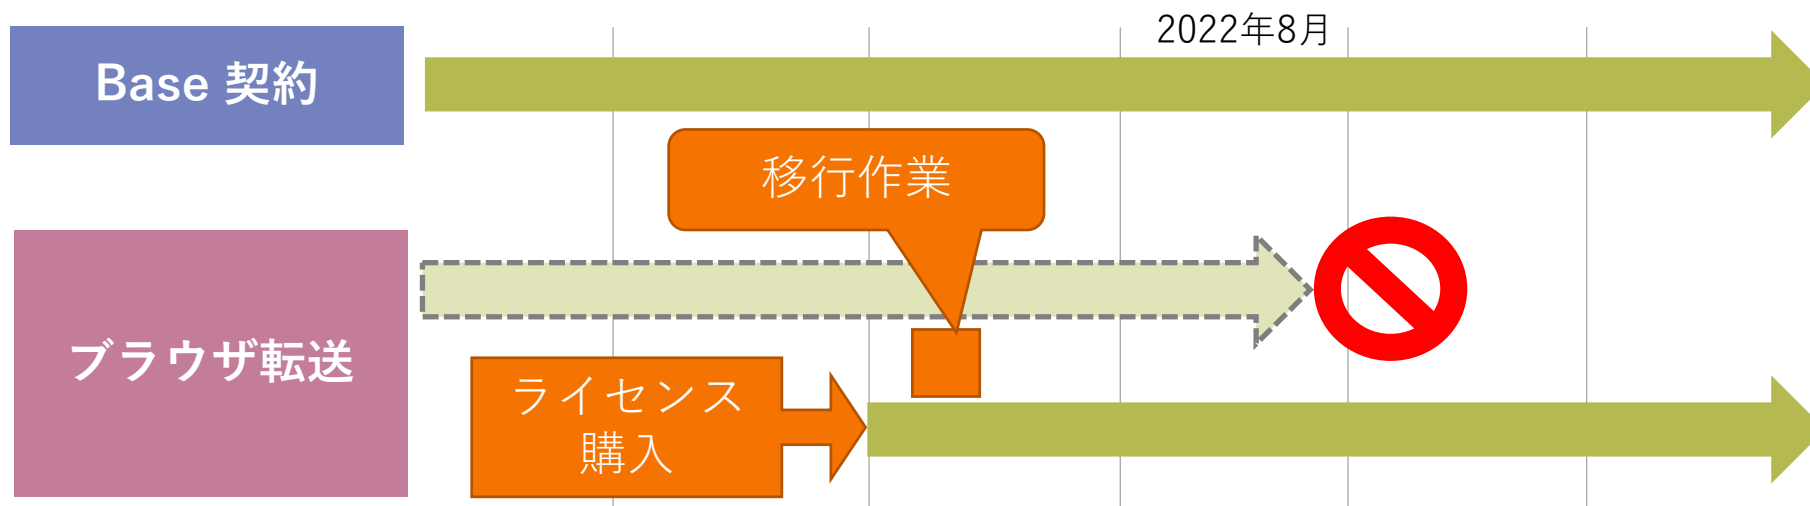 2022年8月
Base 契約
移行作業
ブラウザ転送
ライセンス
購入